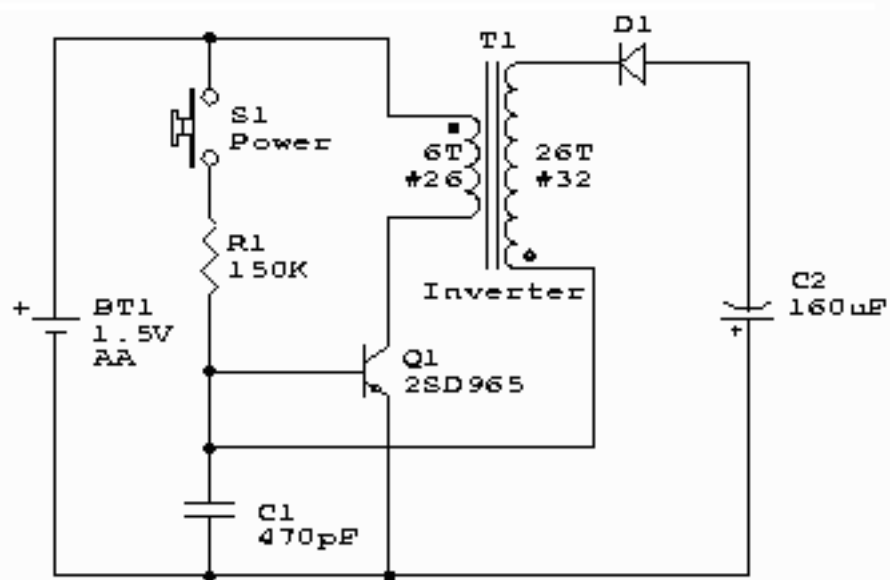 T1
D1
S1
Power
6T
#26
26T
#32
R1
150K
Inverter
+
BT1
1.5V
AA
C2
160uF
+
Q1
2SD965
C1
470pF